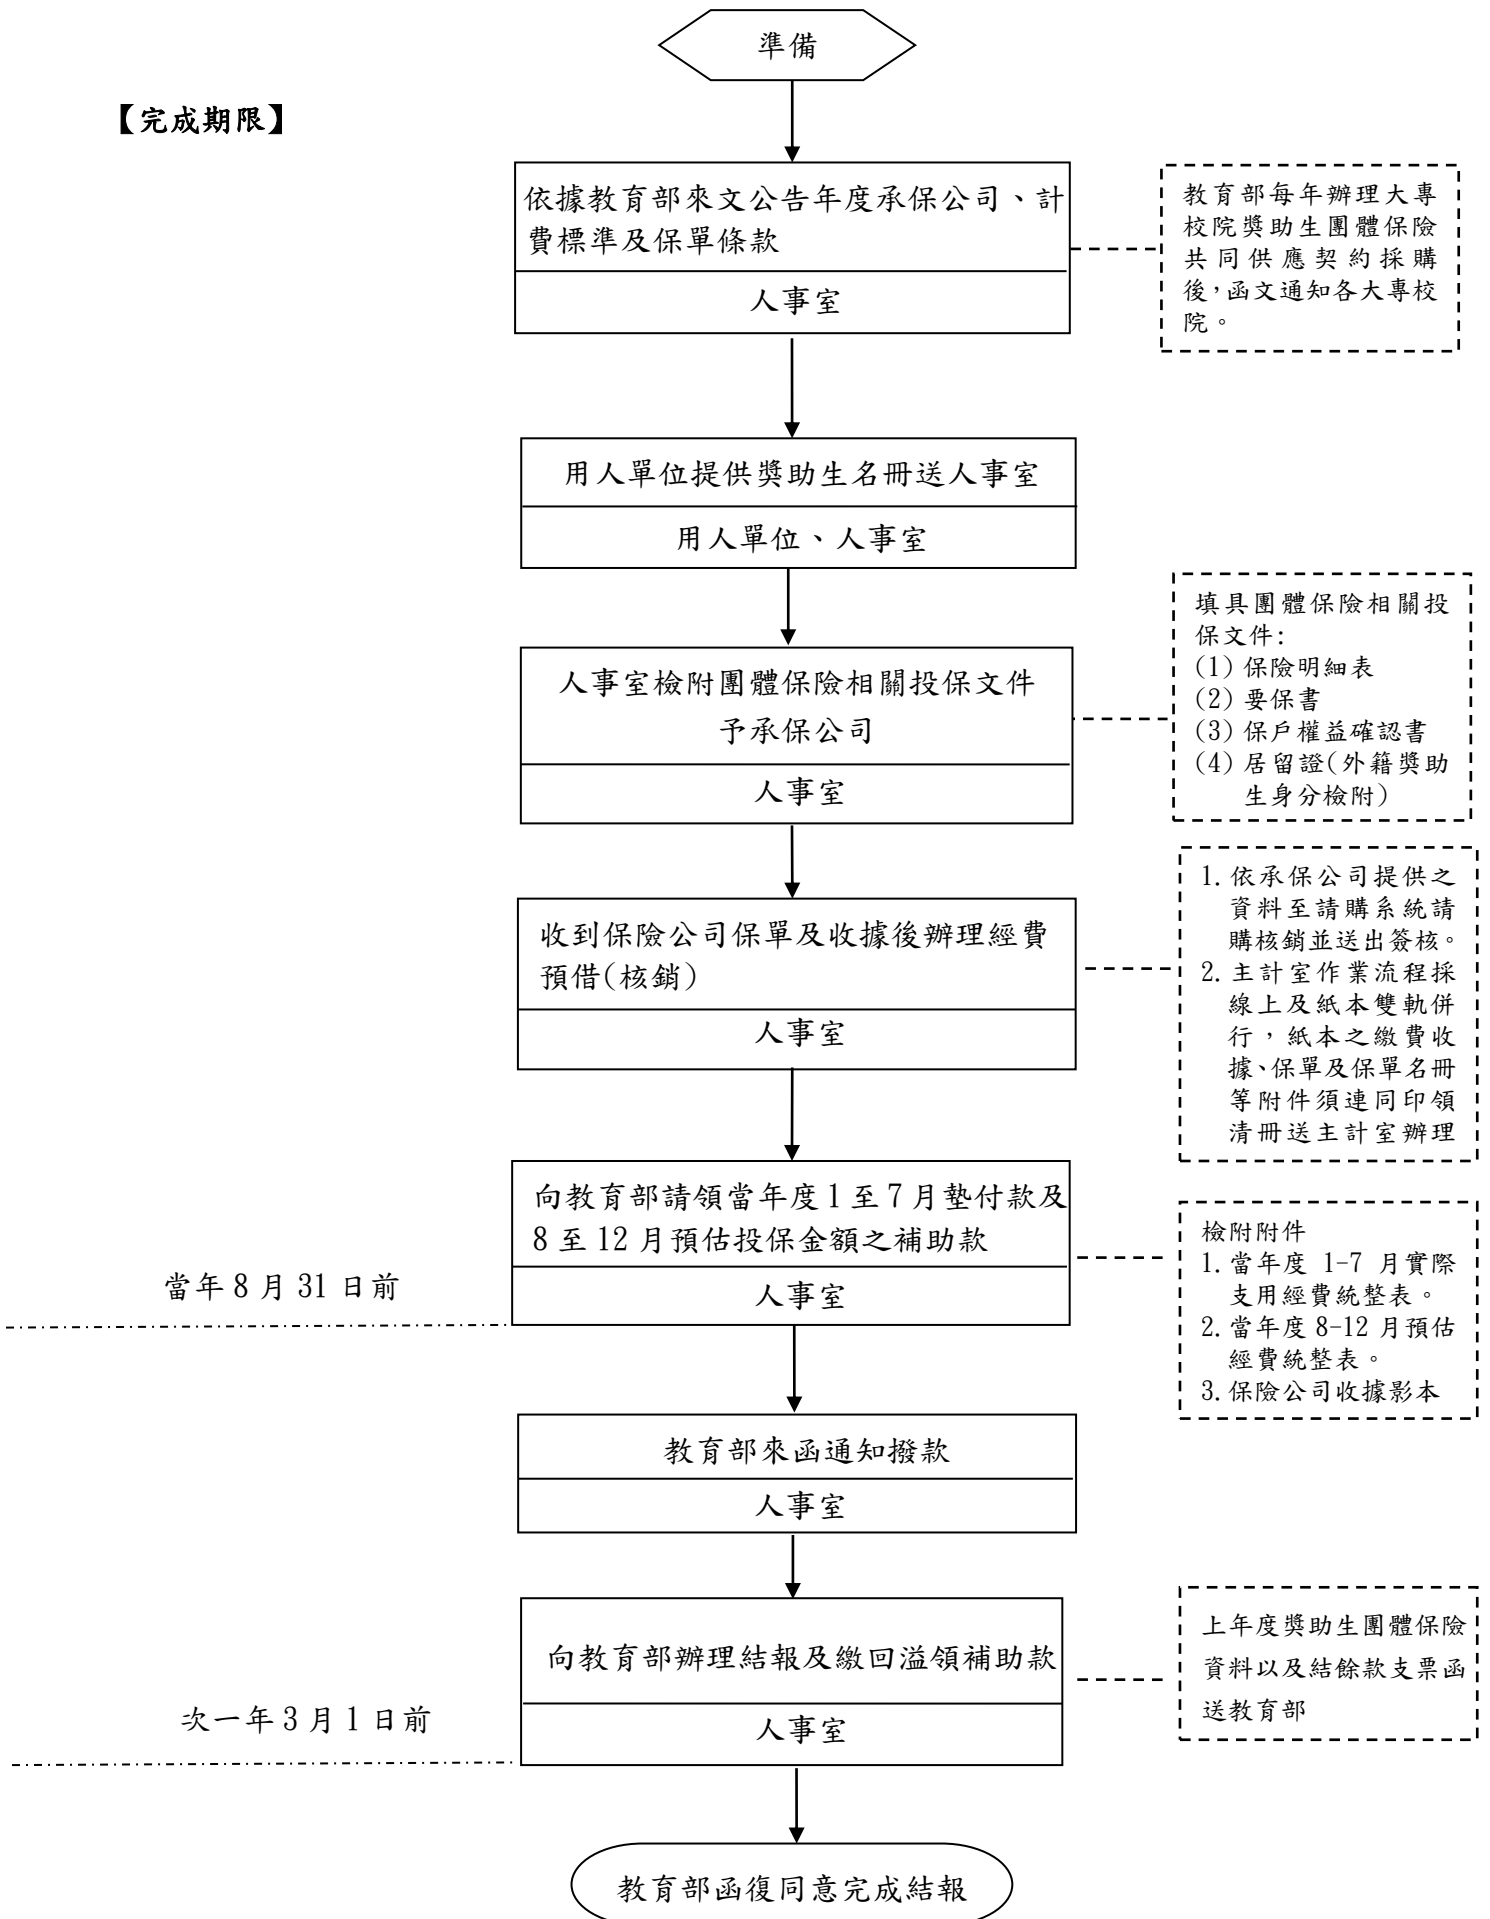 準備
【完成期限】
依據教育部來文公告年度承保公司、計
費標準及保單條款
人事室
教育部每年辦理大專
校院獎助生團體保險
共同供應契約採購
後，函文通知各大專校
院。
用人單位提供獎助生名冊送人事室
用人單位、人事室
人事室檢附團體保險相關投保文件
予承保公司
人事室
填具團體保險相關投
保文件:
(1)保險明細表
(2)要保書
(3)保戶權益確認書
(4)居留證(外籍獎助
生身分檢附)
收到保險公司保單及收據後辦理經費
預借(核銷)
人事室
1.依承保公司提供之
資料至請購系統請
購核銷並送出簽核。
2.主計室作業流程採
線上及紙本雙軌併
行，紙本之繳費收
據、保單及保單名冊
等附件須連同印領
清冊送主計室辦理
向教育部請領當年度1至7月墊付款及
8至12月預估投保金額之補助款
人事室
當年8月31日前
檢附附件
1.當年度 1-7 月實際
支用經費統整表。
2.當年度8-12月預估
經費統整表。
3.保險公司收據影本
教育部來函通知撥款
人事室
向教育部辦理結報及繳回溢領補助款
人事室
次一年3月1日前
上年度獎助生團體保險
資料以及結餘款支票函
送教育部
教育部函復同意完成結報